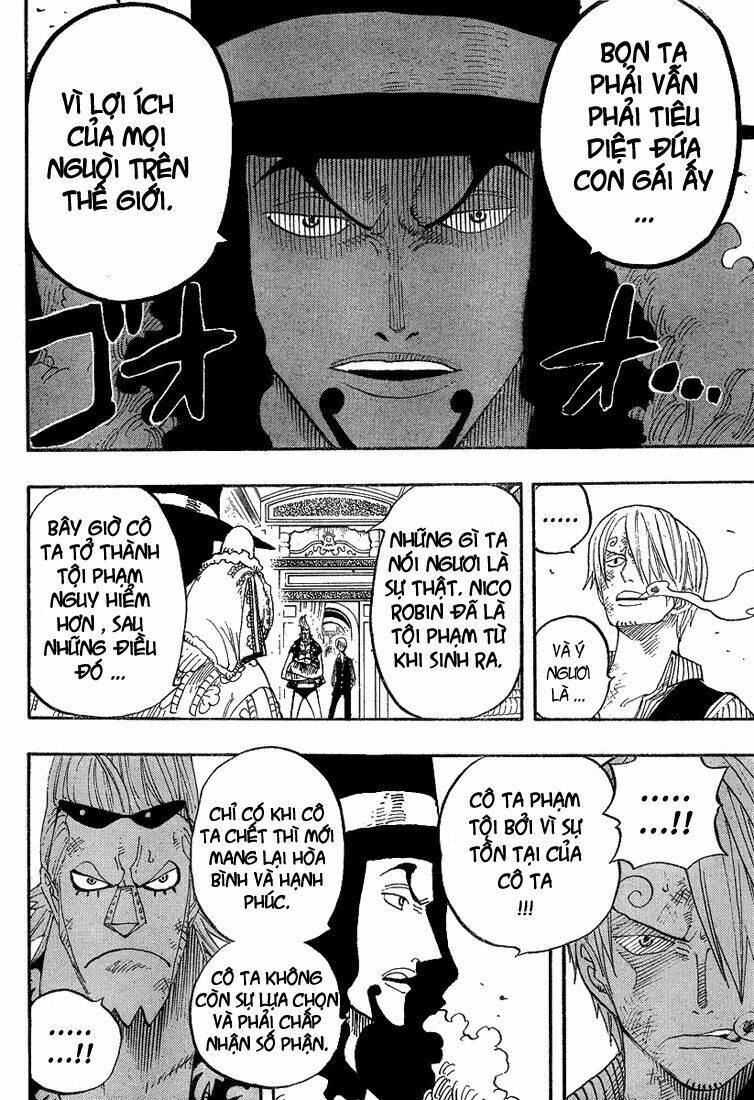 BỌN TA
PHẢI VẪN
PHẢI TIÊU
DIỆT ĐỨA
CON GÁI ẤY
...
VÌ LỢI ÍCH
CỦA MỌI
NGUỜI TRÊN
THẾ GIỚI.
ゴオオ...
.....
VÀ Ý
NGƯƠI
LÀ ...
NHỮNG GÌ TA
NÓI NGƯƠI LÀ
SỰ THẬT. NICO
ROBIN ĐÃ LÀ
TỘI PHẠM TỪ
KHI SINH RA.
BÂY GIỜ CÔ
TA TỞ THÀNH
TỘI PHẠM
NGUY HIỂM
HƠN , SAU
NHỮNG ĐIỀU
ĐÓ ...
.....
...!!
CÔ TA PHẠM
TỘI BỞI VÌ SỰ
TỒN TẠI CỦA
CÔ TA
!!!
CHỈ CÓ KHI CÔ
TA CHẾT THÌ MỚI
MANG LẠI HÒA
BÌNH VÀ HẠNH
PHÚC.
CÔ TA KHÔNG
CÒN SỰ LỰA CHỌN
VÀ PHẢI CHẤP
NHẬN SỐ PHẬN.
.....
...!!